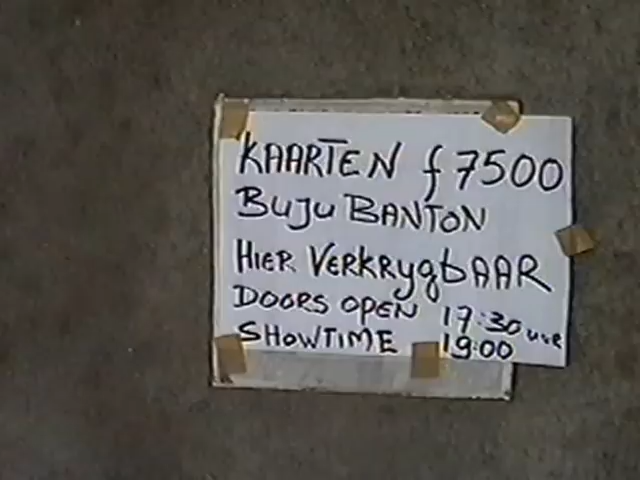 KAARTEN f 7500
BUJU BANTON
HIER VERKRYGBAAR
DOORS OPEN 17:30 uur
SHOWTIME 19:00